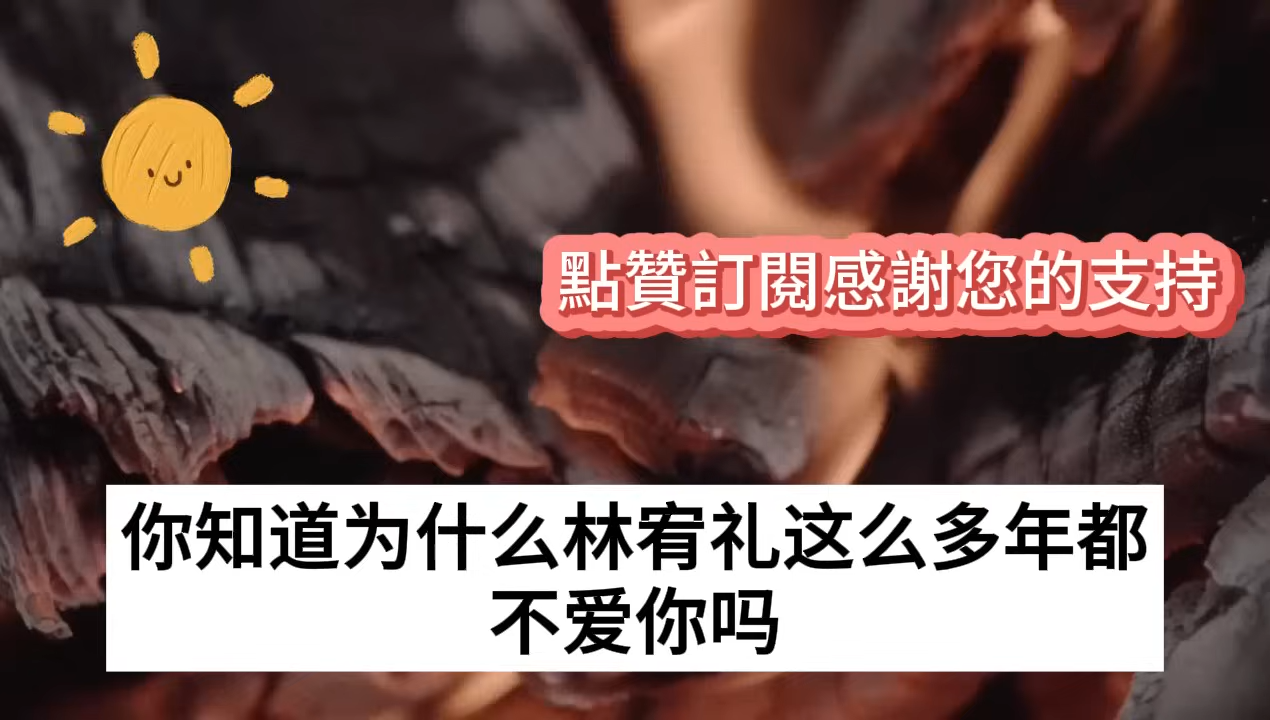 點贊訂閱感謝您的支持
你知道为什么林宥礼这么多年都
不爱你吗